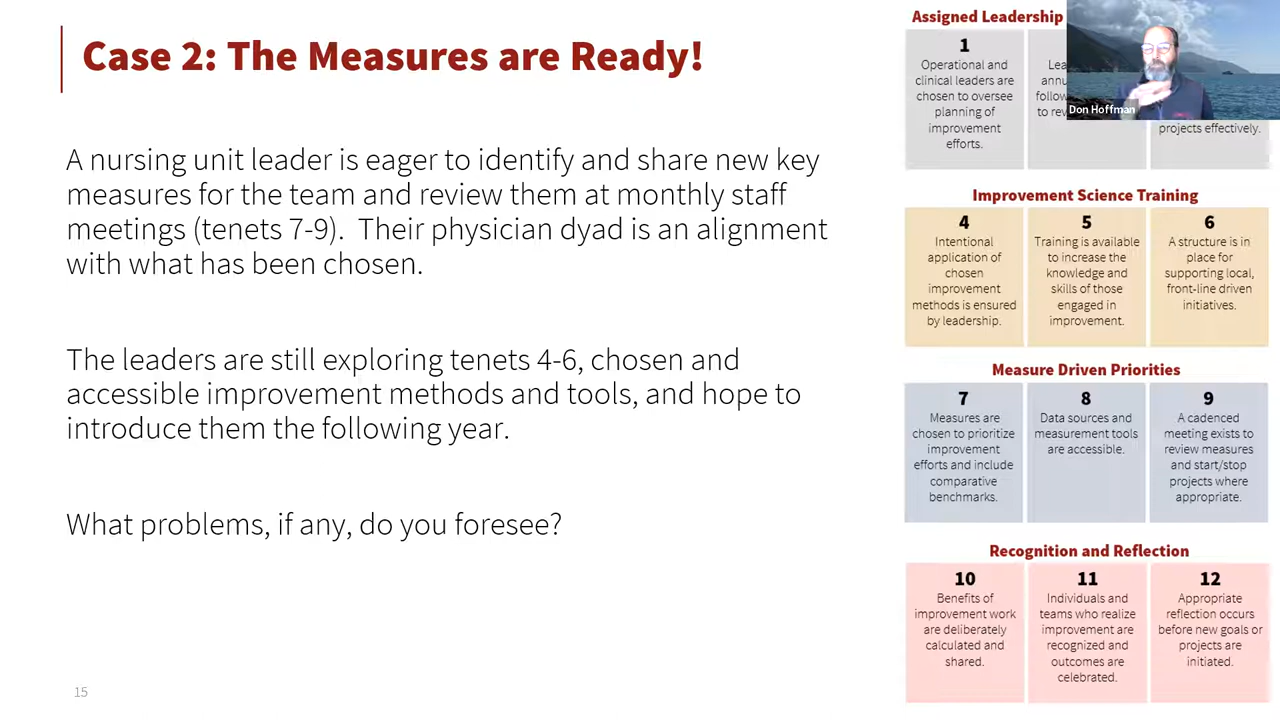 Case 2: The Measures are Ready!
A nursing unit leader is eager to identify and share new key
measures for the team and review them at monthly staff
meetings (tenets 7-9).  Their physician dyad is an alignment
with what has been chosen.
The leaders are still exploring tenets 4-6, chosen and
accessible improvement methods and tools, and hope to
introduce them the following year.
What problems, if any, do you foresee?
15
Assigned Leadership
1
Operational and
clinical leaders are
chosen to oversee
planning of
improvement
efforts.
Don Hoffman
projects effectively.
Improvement Science Training
4
Intentional
application of
chosen
improvement
methods is ensured
by leadership.
5
Training is available
to increase the
knowledge and
skills of those
engaged in
improvement.
6
A structure is in
place for
supporting local,
front-line driven
initiatives.
Measure Driven Priorities
7
Measures are
chosen to prioritize
improvement
efforts and include
comparative
benchmarks.
8
Data sources and
measurement tools
are accessible.
9
A cadenced
meeting exists to
review measures
and start/stop
projects where
appropriate.
Recognition and Reflection
10
Benefits of
improvement work
are deliberately
calculated and
shared.
11
Individuals and
teams who realize
improvement are
recognized and
outcomes are
celebrated.
12
Appropriate
reflection occurs
before new goals or
projects are
initiated.